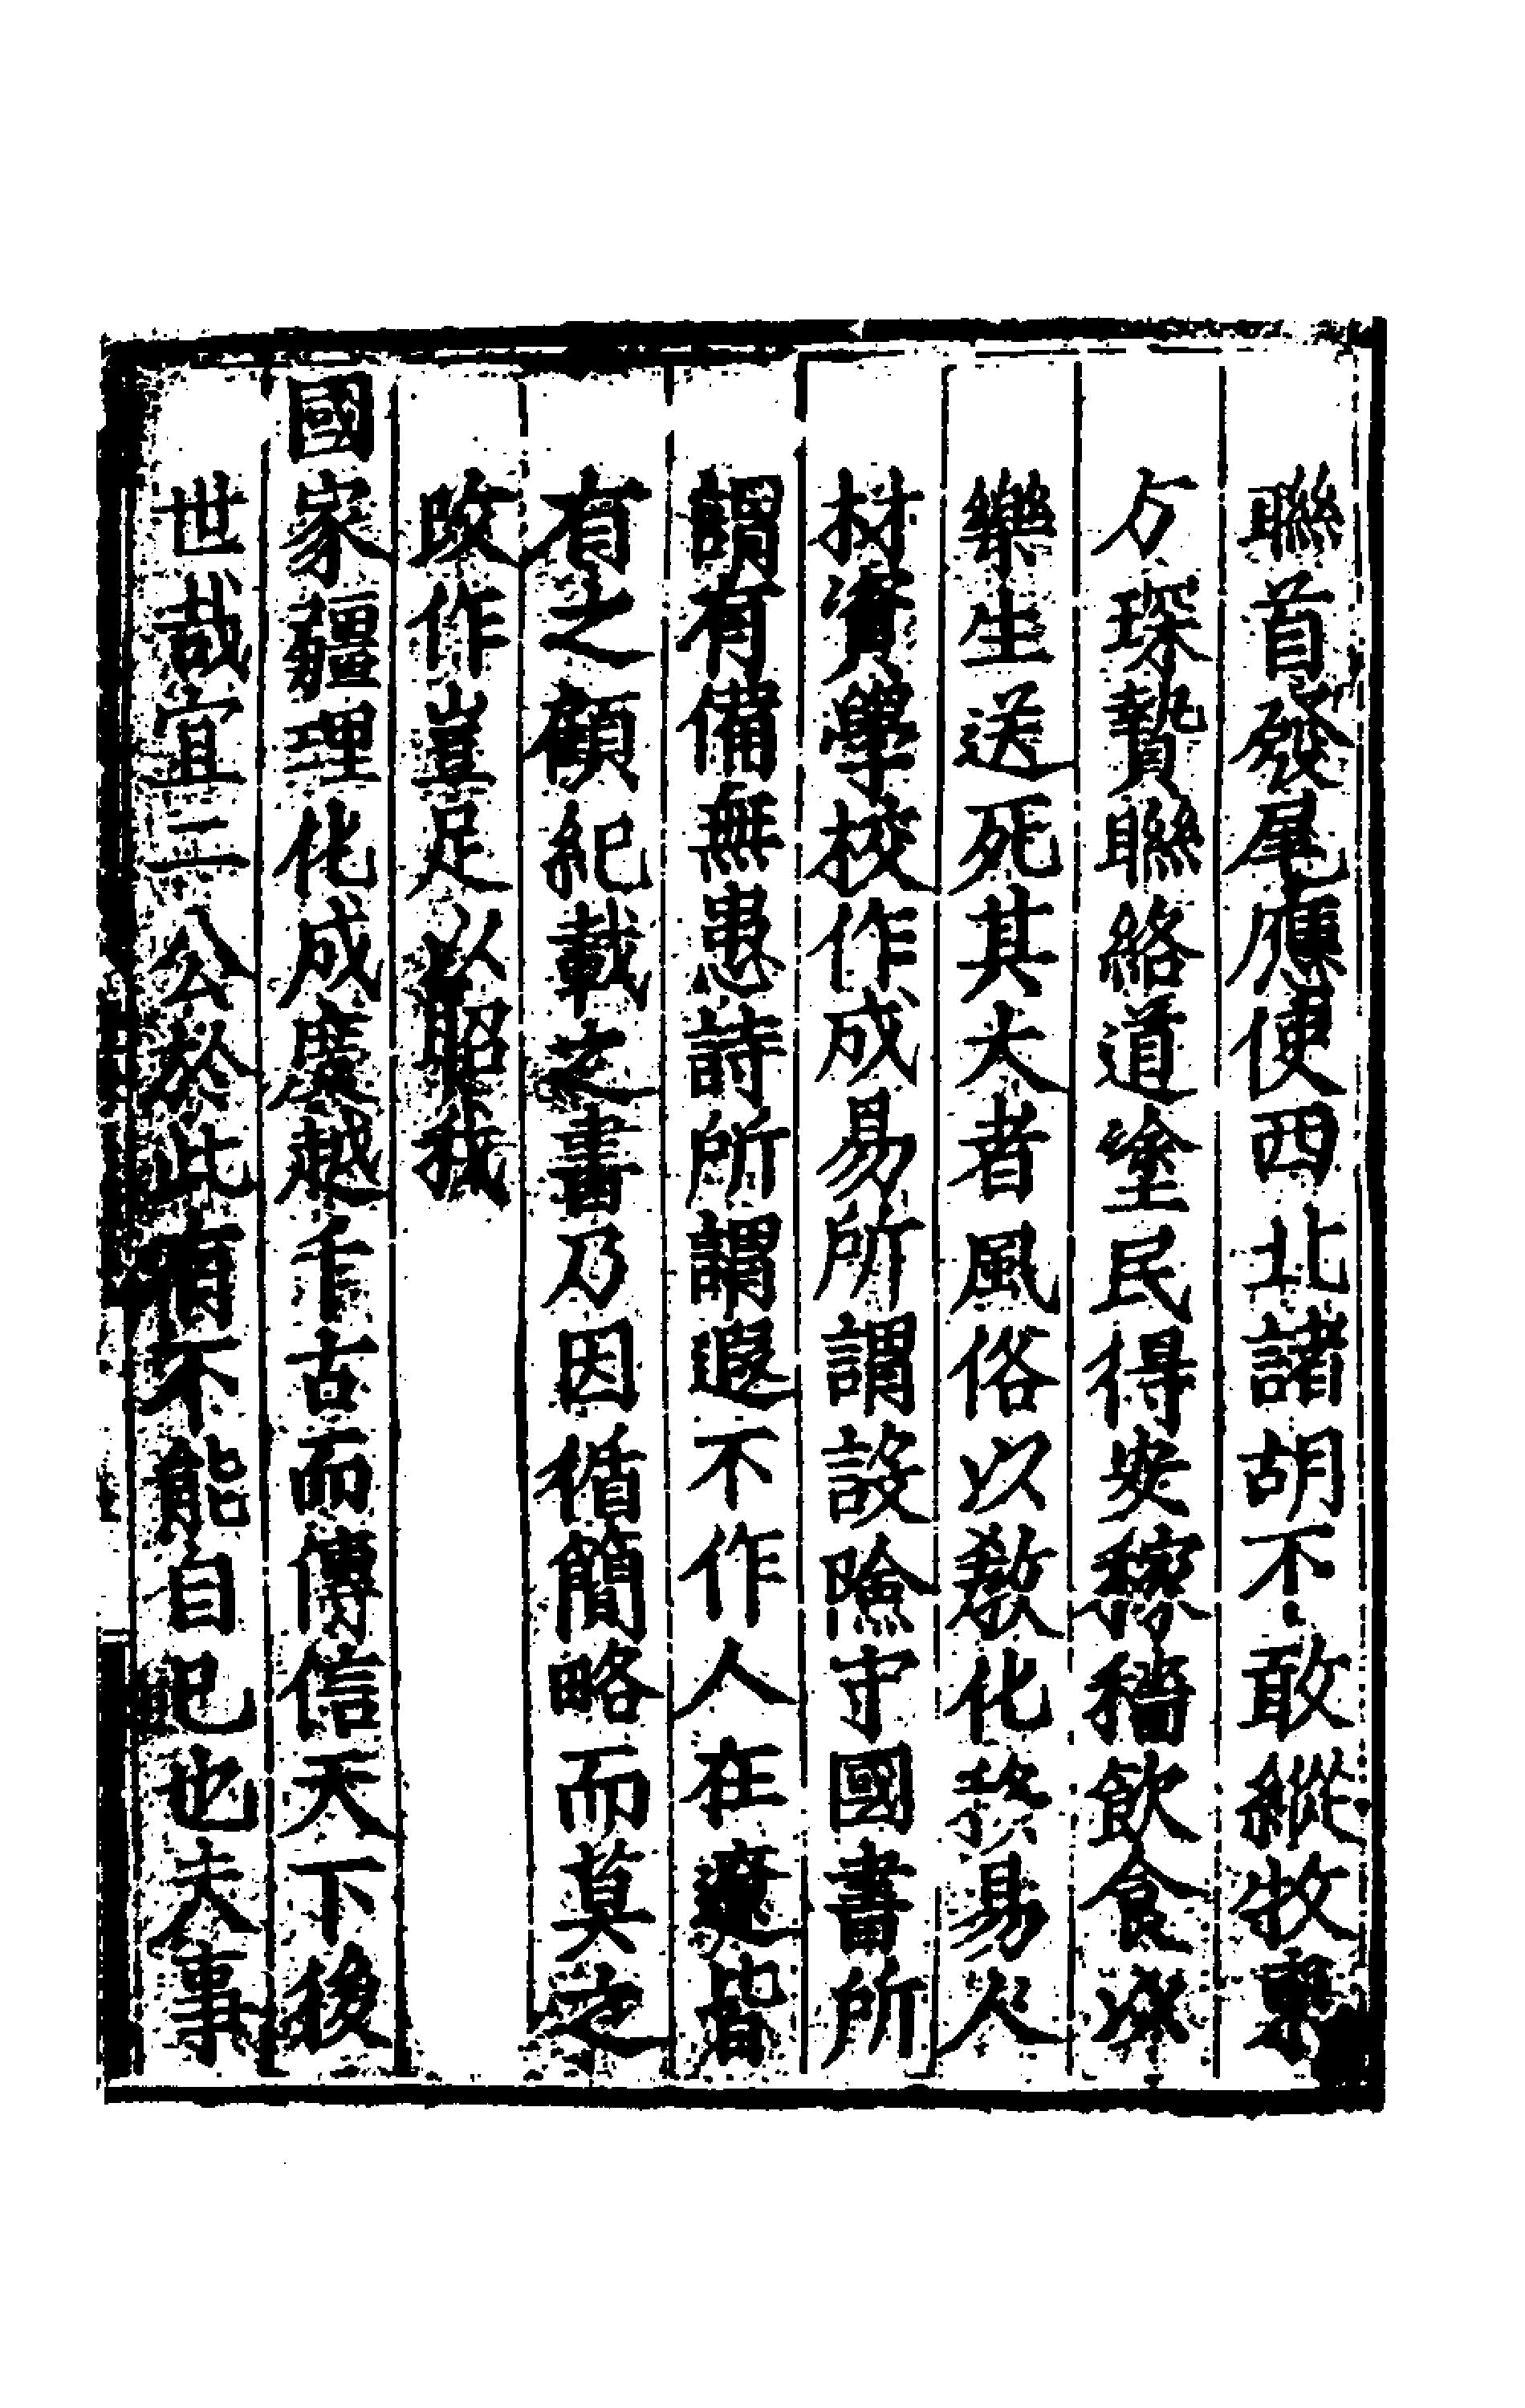 聯首發尾應使西北諸胡不敢縱牧東
方琛贄聯絡道塗民得安稼穡飲食
樂生送死其大者風俗以敎化移易人
材資學校作成易所謂設險守國書所
謂有備無患詩所謂遐不作人在遼皆
有之顧紀載之書乃因循簡略而莫之
改作豈足以昭我
國家疆理化成廣越千古而傳信天下後
世哉宜二公於此有不能自已也夫事